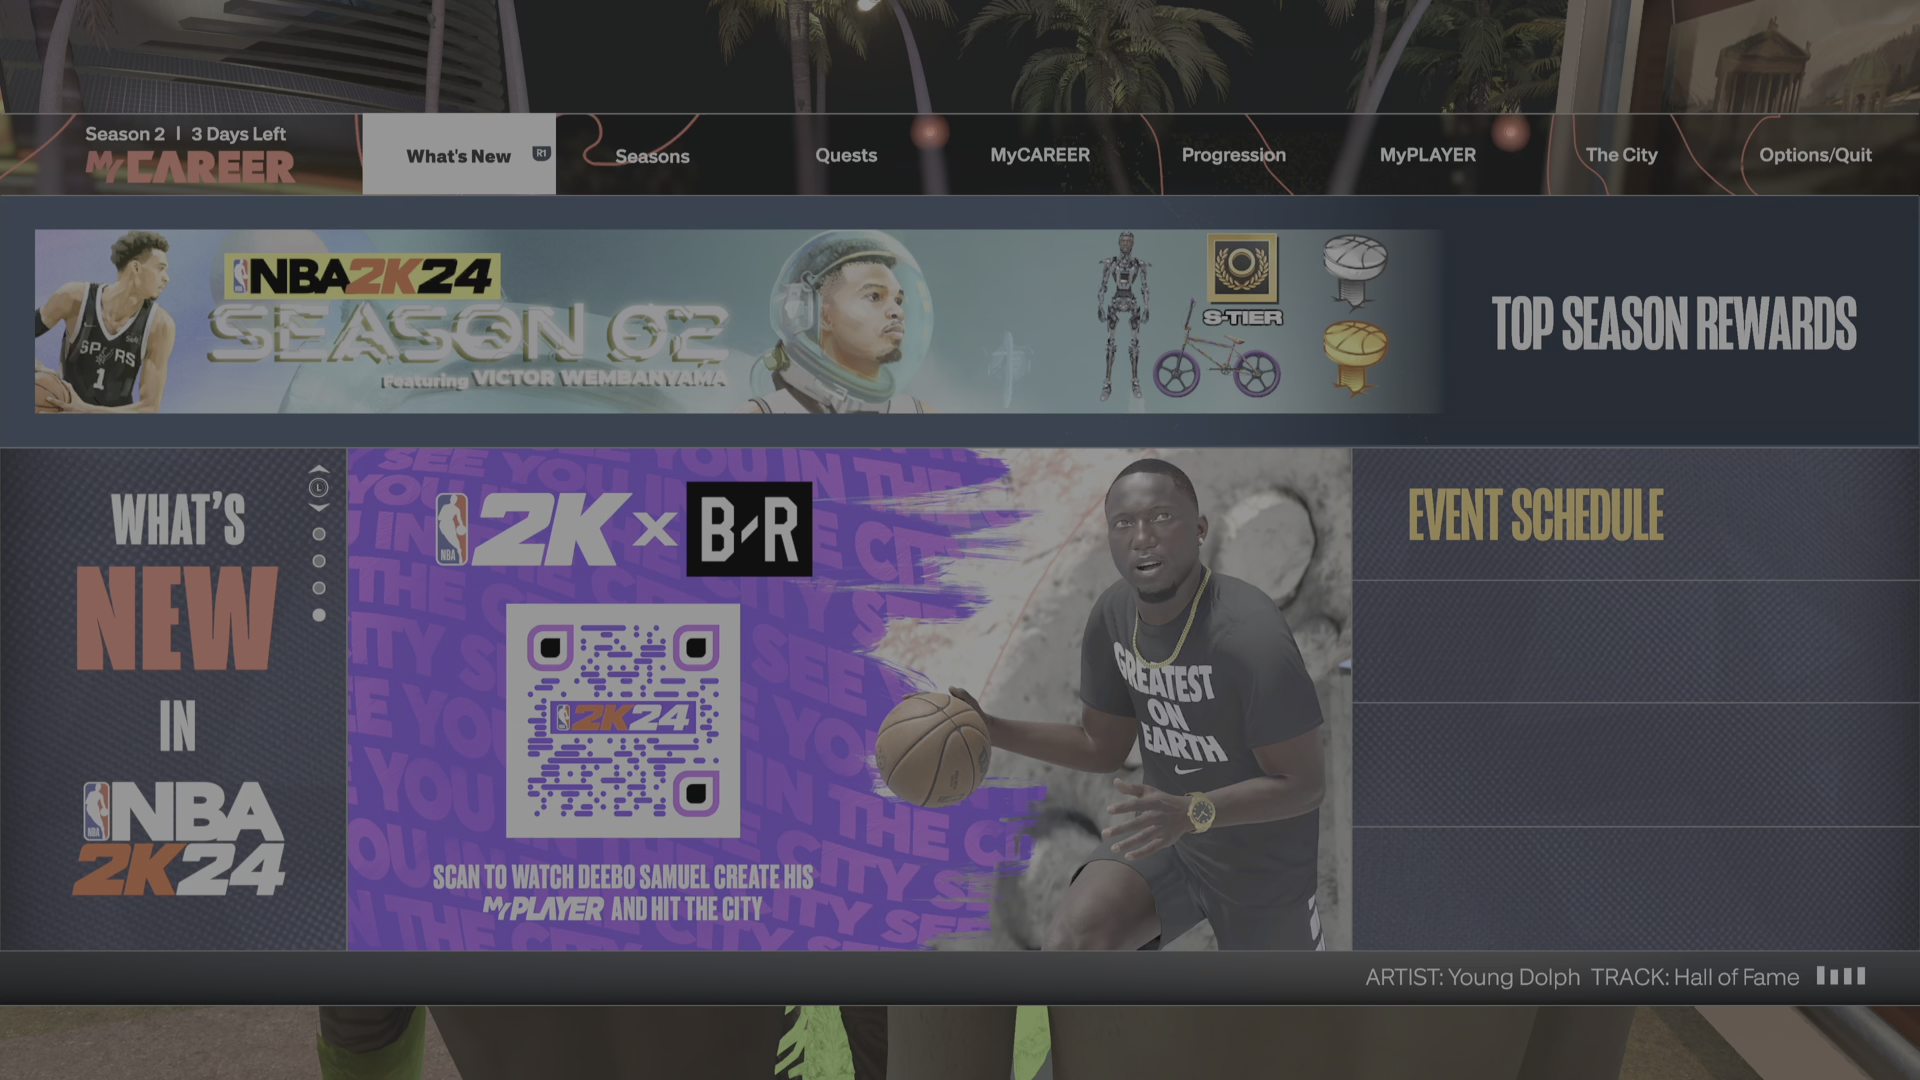 Season 2 | 3 Days Left
MyCAREER
What's New
R1
Seasons
Quests
MyCAREER
Progression
MyPLAYER
The City
Options/Quit
SPURS
1
NBA2K24
SEASON 02
Featuring VICTOR WEMBANYAMA
S-TIER
TOP SEASON REWARDS
WHAT'S
NEW
IN
NBA
2K24
L
NBA
2K X B/R
2K24
SCAN TO WATCH DEEBO SAMUEL CREATE HIS
MyPLAYER AND HIT THE CITY
GREATEST
ON
EARTH
EVENT SCHEDULE
ARTIST: Young Dolph TRACK: Hall of Fame